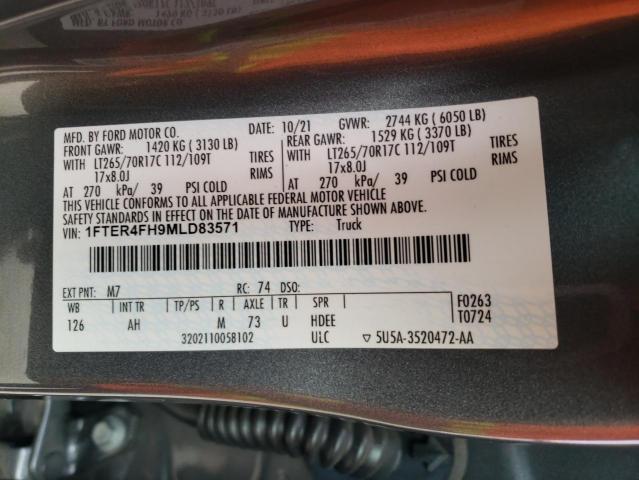 MFD. BY FORD MOTOR CO.
DATE: 10/21 GVWR: 2744 KG ( 6050 LB)
FRONT GAWR: 1420 KG ( 3130 LB)
REAR GAWR: 1529 KG ( 3370 LB)
WITH LT265/70R17C 112/109T TIRES
17x8.0J RIMS
AT 270 kPa/ 39 PSI COLD
WITH LT265/70R17C 112/109T TIRES
17x8.0J RIMS
AT 270 kPa/ 39 PSI COLD
THIS VEHICLE CONFORMS TO ALL APPLICABLE FEDERAL MOTOR VEHICLE
SAFETY STANDARDS IN EFFECT ON THE DATE OF MANUFACTURE SHOWN ABOVE.
VIN: 1FTER4FH9MLD83571 TYPE: Truck
EXT PNT: M7 RC: 74 DSO:
WB INT TR TP/PS R AXLE TR SPR F0263
126 AH M 73 U HDEE T0724
3202110058102 ULC ▽ 5U5A-3520472-AA